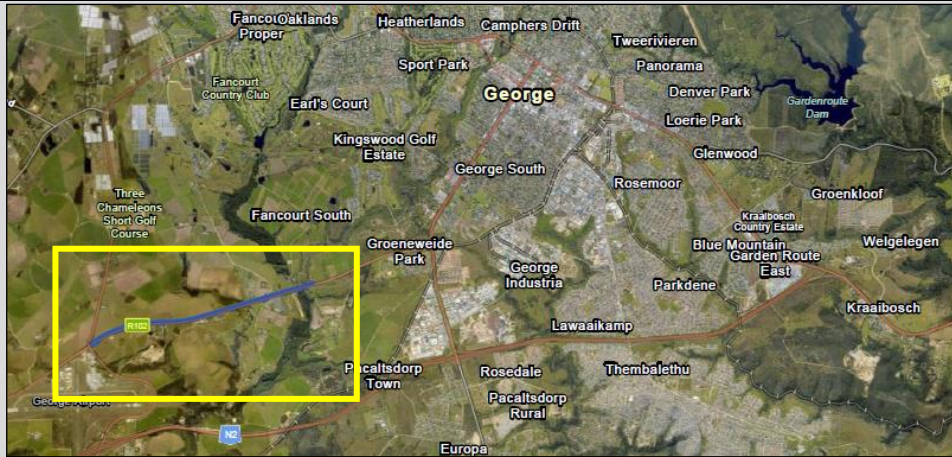 Fancourt
Oaklands
Proper
Heatherlands
Camphers Drift
Tweerivieren
Sport Park
Panorama
Fancourt
Country Club
George
Denver Park
Gardenroute
Dam
Earl's Court
Loerie Park
Kingswood Golf
Estate
Glenwood
George South
Rosemoor
Three
Chameleons
Short Golf
Course
Groenkloof
Fancourt South
Kraaibosch
Country Estate
Groeneweide
Park
Blue Mountain
Garden Route
East
Welgelegen
George
Industria
Parkdene
Kraaibosch
R102
Lawaaikamp
Pacaltsdorp
Town
Rosedale
Thembalethu
George Airport
Pacaltsdorp
Rural
N2
Europa